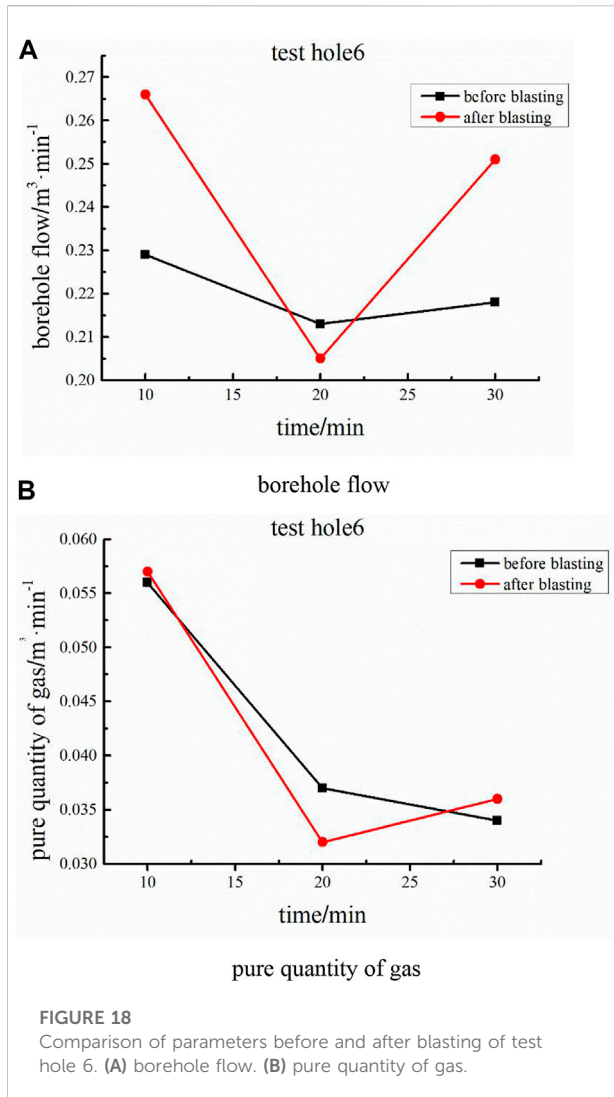 A
test hole6
before blasting
after blasting
borehole flow/m³·min⁻¹
0.27
0.26
0.25
0.24
0.23
0.22
0.21
0.20
10
15
20
25
30
time/min
borehole flow
B
test hole6
before blasting
after blasting
pure quantity of gas/m³·min⁻¹
0.060
0.055
0.050
0.045
0.040
0.035
0.030
10
15
20
25
30
time/min
pure quantity of gas
FIGURE 18
Comparison of parameters before and after blasting of test
hole 6. (A) borehole flow. (B) pure quantity of gas.